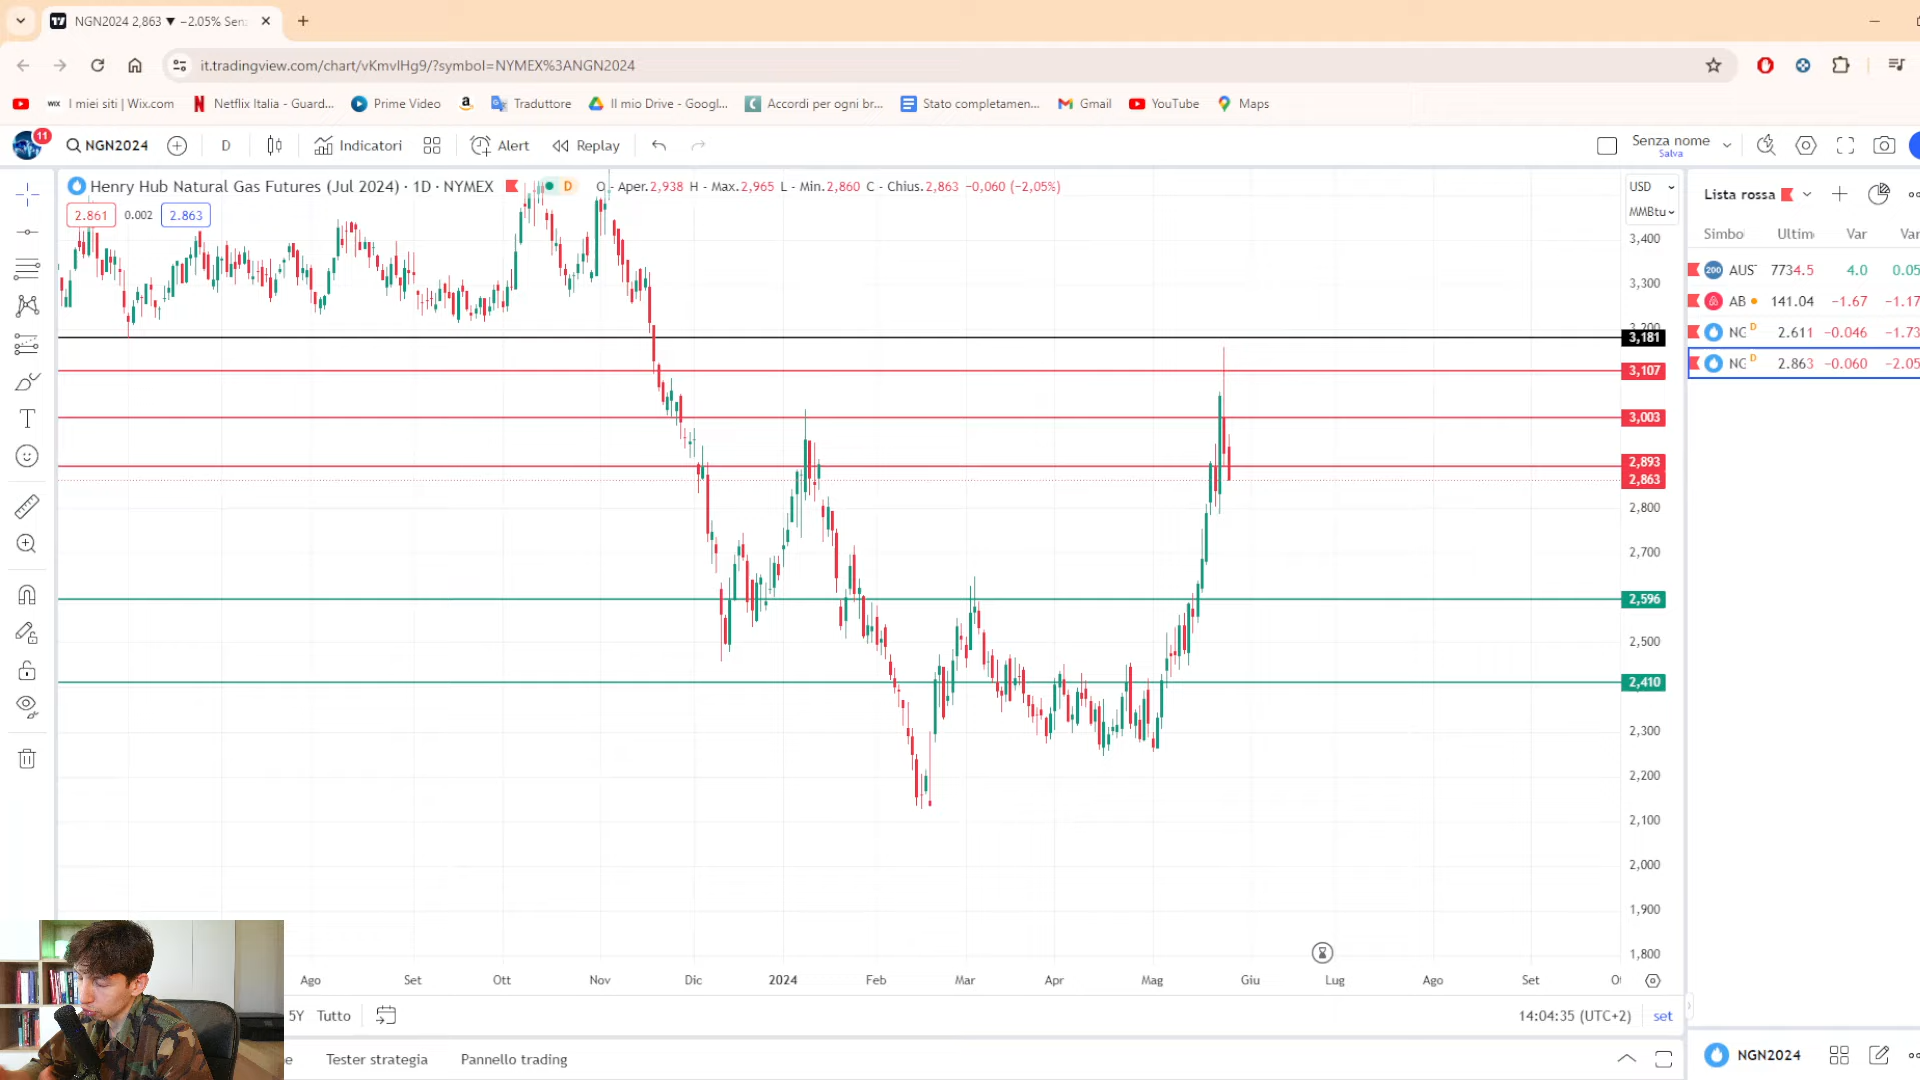 NGN2024 2,863 ▼ −2.05% Sen
it.tradingview.com/chart/vKmvIHg9/?symbol=NYMEX%3ANGN2024
WIX I miei siti | Wix.com Netflix Italia - Guard... Prime Video Traduttore Il mio Drive - Googl... Accordi per ogni br... Stato completamen... Gmail YouTube Maps
11 NGN2024 D Indicatori Alert Replay Senza nome
Salva
Henry Hub Natural Gas Futures (Jul 2024) · 1D · NYMEX D O - Aper.2,938 H - Max.2,965 L - Min.2,860 C - Chius.2,863 −0,060 (−2,05%)
2.861 0.002 2.863
USD
MMBtu
3,400
3,300
3,200
3,181
3,107
3,003
2,893
2,863
2,800
2,700
2,596
2,500
2,410
2,300
2,200
2,100
2,000
1,900
1,800
Lista rossa
Simbo Ultim Var Var
200 AUS 7734.5 4.0 0.05
AB 141.04 −1.67 −1.17
NG D 2.611 −0.046 −1.73
NG D 2.863 −0.060 −2.05
Ago Set Ott Nov Dic 2024 Feb Mar Apr Mag Giu Lug Ago Set
5Y Tutto 14:04:35 (UTC+2) set
Tester strategia Pannello trading
NGN2024